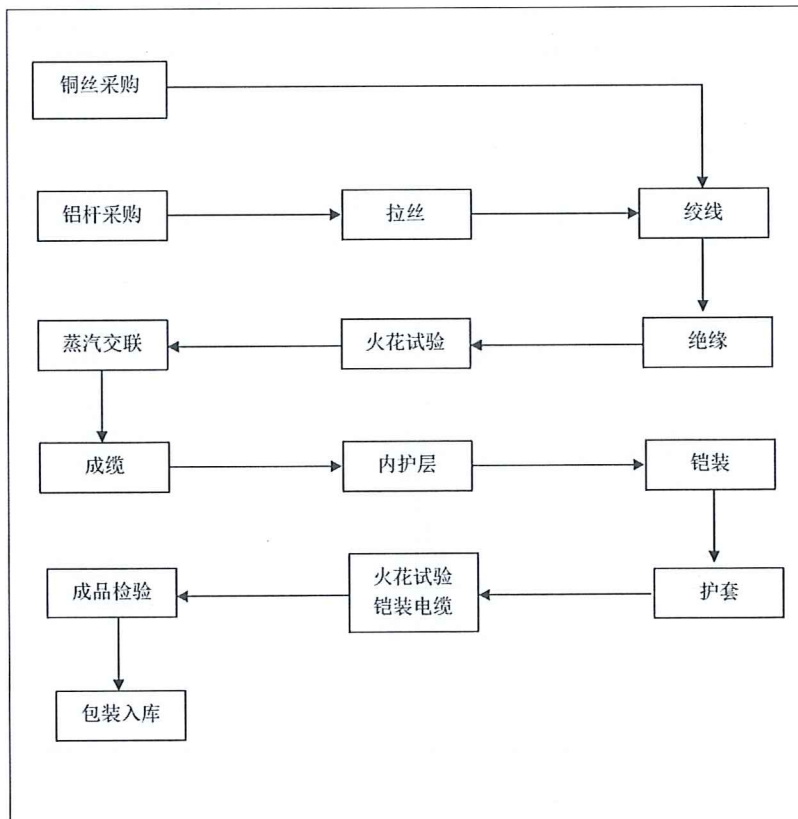 铜丝采购
铝杆采购
拉丝
绞线
蒸汽交联
火花试验
绝缘
成缆
内护层
铠装
成品检验
火花试验
铠装电缆
护套
包装入库